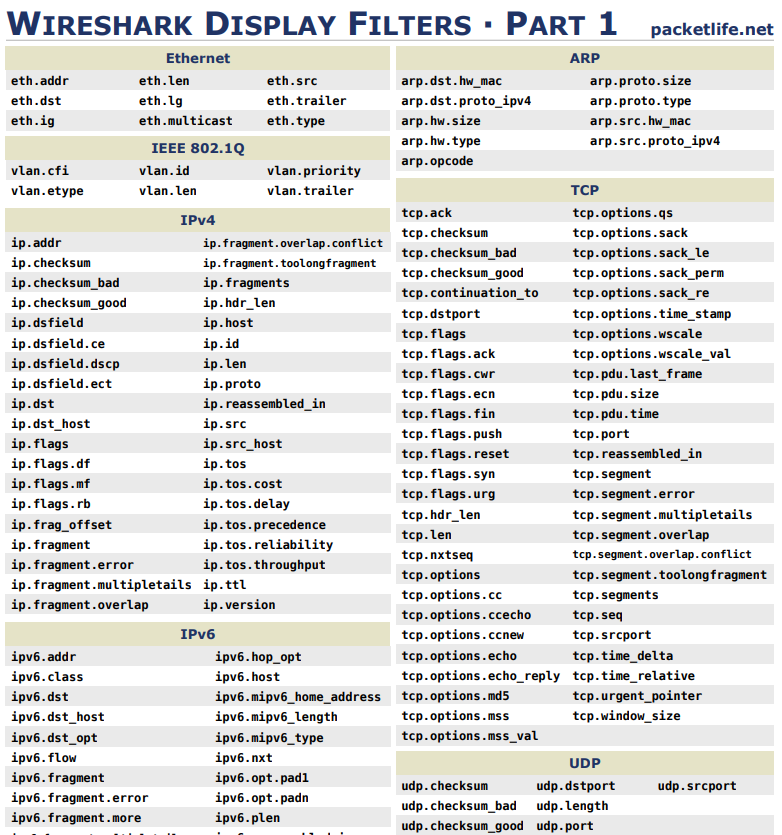 WIRESHARK DISPLAY FILTERS · PART 1 packetlife.net
Ethernet
eth.addr eth.len eth.src
eth.dst eth.lg eth.trailer
eth.ig eth.multicast eth.type
IEEE 802.1Q
vlan.cfi vlan.id vlan.priority
vlan.etype vlan.len vlan.trailer
IPv4
ip.addr ip.fragment.overlap.conflict
ip.checksum ip.fragment.toolongfragment
ip.checksum_bad ip.fragments
ip.checksum_good ip.hdr_len
ip.dsfield ip.host
ip.dsfield.ce ip.id
ip.dsfield.dscp ip.len
ip.dsfield.ect ip.proto
ip.dst ip.reassembled_in
ip.dst_host ip.src
ip.flags ip.src_host
ip.flags.df ip.tos
ip.flags.mf ip.tos.cost
ip.flags.rb ip.tos.delay
ip.frag_offset ip.tos.precedence
ip.fragment ip.tos.reliability
ip.fragment.error ip.tos.throughput
ip.fragment.multipletails ip.ttl
ip.fragment.overlap ip.version
IPv6
ipv6.addr ipv6.hop_opt
ipv6.class ipv6.host
ipv6.dst ipv6.mipv6_home_address
ipv6.dst_host ipv6.mipv6_length
ipv6.dst_opt ipv6.mipv6_type
ipv6.flow ipv6.nxt
ipv6.fragment ipv6.opt.pad1
ipv6.fragment.error ipv6.opt.padn
ipv6.fragment.more ipv6.plen
ARP
arp.dst.hw_mac arp.proto.size
arp.dst.proto_ipv4 arp.proto.type
arp.hw.size arp.src.hw_mac
arp.hw.type arp.src.proto_ipv4
arp.opcode
TCP
tcp.ack tcp.options.qs
tcp.checksum tcp.options.sack
tcp.checksum_bad tcp.options.sack_le
tcp.checksum_good tcp.options.sack_perm
tcp.continuation_to tcp.options.sack_re
tcp.dstport tcp.options.time_stamp
tcp.flags tcp.options.wscale
tcp.flags.ack tcp.options.wscale_val
tcp.flags.cwr tcp.pdu.last_frame
tcp.flags.ecn tcp.pdu.size
tcp.flags.fin tcp.pdu.time
tcp.flags.push tcp.port
tcp.flags.reset tcp.reassembled_in
tcp.flags.syn tcp.segment
tcp.flags.urg tcp.segment.error
tcp.hdr_len tcp.segment.multipletails
tcp.len tcp.segment.overlap
tcp.nxtseq tcp.segment.overlap.conflict
tcp.options tcp.segment.toolongfragment
tcp.options.cc tcp.segments
tcp.options.ccecho tcp.seq
tcp.options.ccnew tcp.srcport
tcp.options.echo tcp.time_delta
tcp.options.echo_reply tcp.time_relative
tcp.options.md5 tcp.urgent_pointer
tcp.options.mss tcp.window_size
tcp.options.mss_val
UDP
udp.checksum udp.dstport udp.srcport
udp.checksum_bad udp.length
udp.checksum_good udp.port